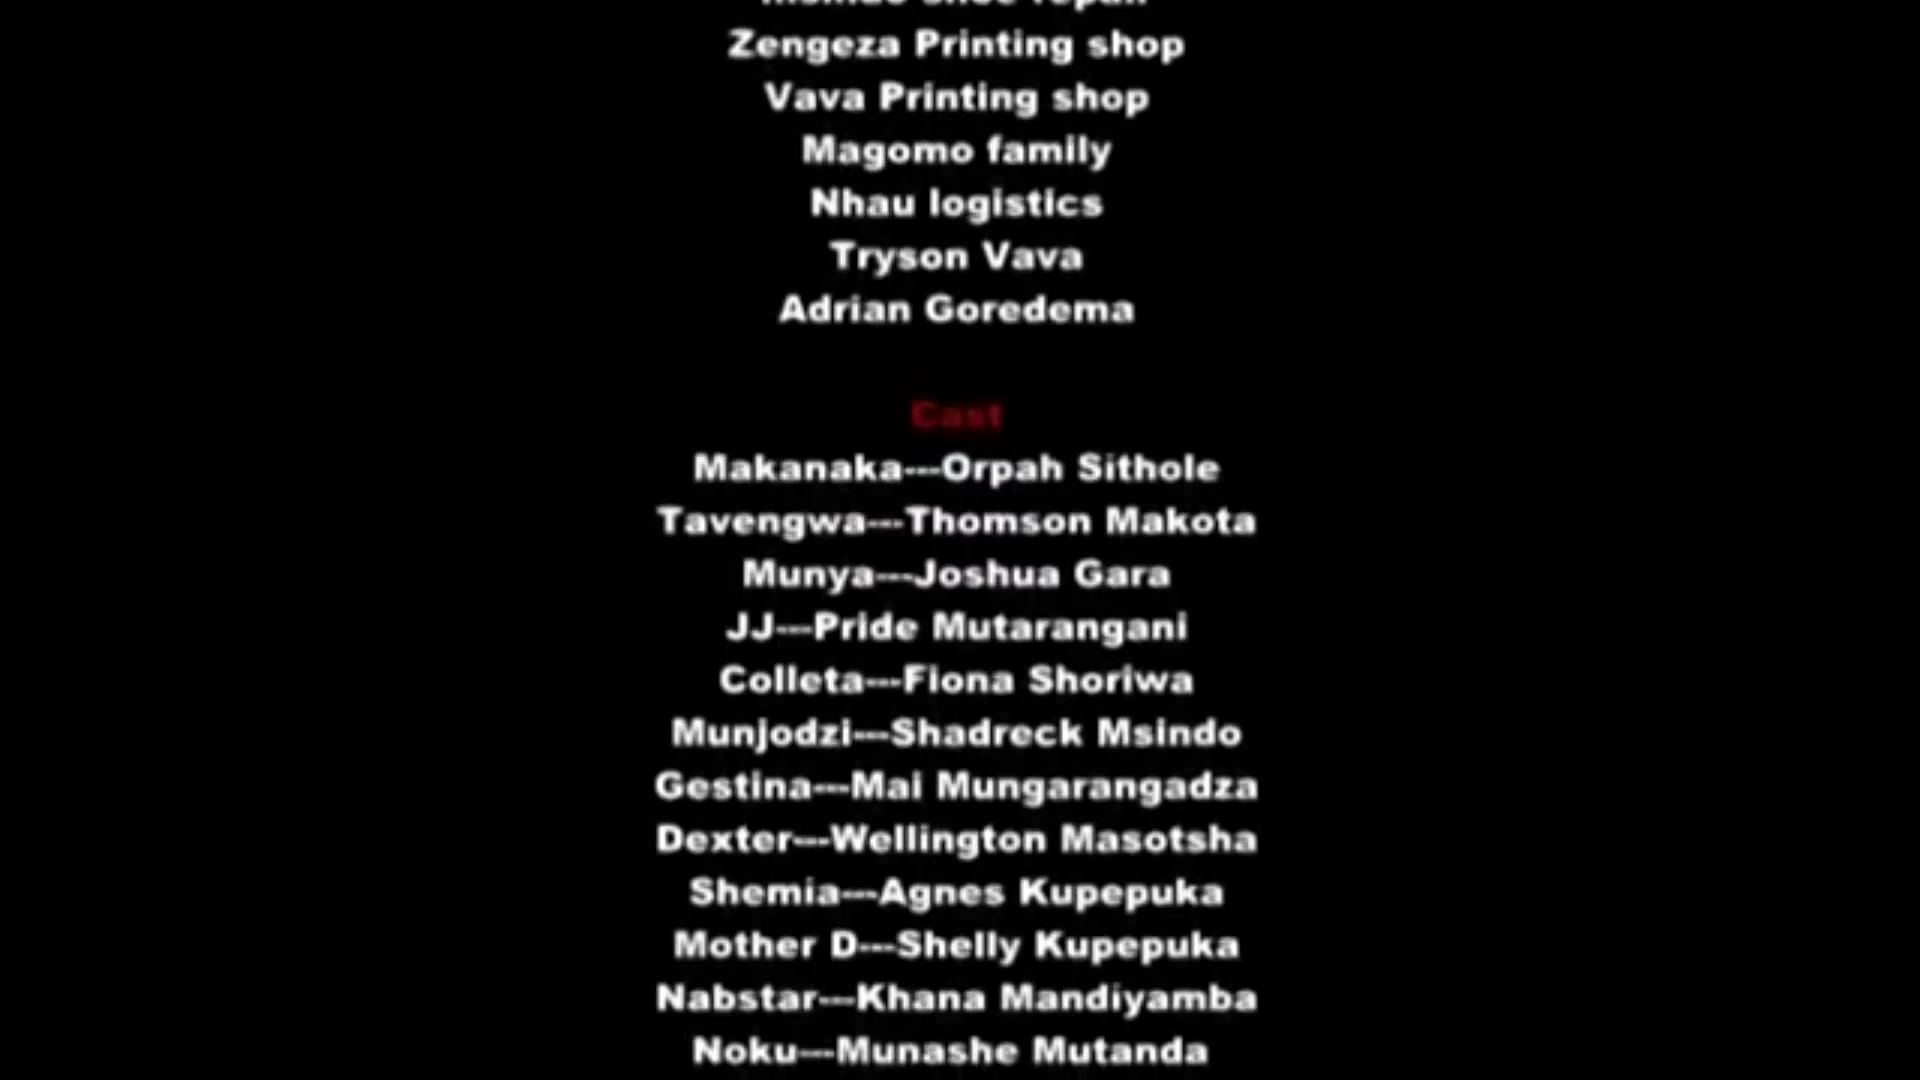 Zengeza Printing shop
Vava Printing shop
Magomo family
Nhau logistics
Tryson Vava
Adrian Goredema
Cast
Makanaka---Orpah Sithole
Tavengwa---Thomson Makota
Munya---Joshua Gara
JJ---Pride Mutarangani
Colleta---Fiona Shoriwa
Munjodzi---Shadreck Msindo
Gestina---Mai Mungarangadza
Dexter---Wellington Masotsha
Shemia---Agnes Kupepuka
Mother D---Shelly Kupepuka
Nabstar---Khana Mandiyamba
Noku---Munashe Mutanda